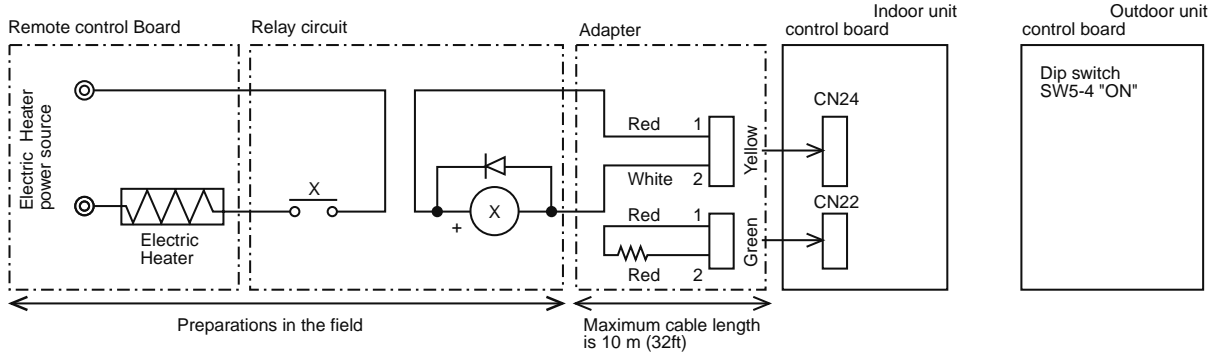 Remote control Board
Relay circuit
Adapter
Indoor unit
control board
Outdoor unit
control board
Electric Heater
power source
Electric
Heater
X
X
+
Red 1
White 2
Yellow
Red 1
Red 2
Green
CN24
CN22
Dip switch
SW5-4 "ON"
Preparations in the field
Maximum cable length
is 10 m (32ft)